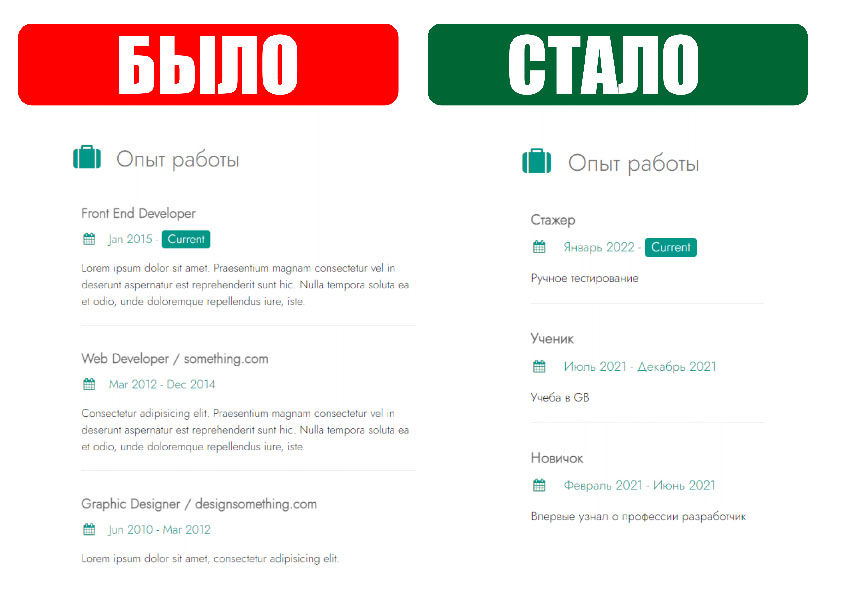 БЫЛО
СТАЛО
Опыт работы
Front End Developer
Jan 2015 - Current
Lorem ipsum dolor sit amet. Praesentium magnam consectetur vel in
deserunt aspernatur est reprehenderit sunt hic. Nulla tempora soluta ea
et odio, unde doloremque repellendus iure, iste.
Web Developer / something.com
Mar 2012 - Dec 2014
Consectetur adipisicing elit. Praesentium magnam consectetur vel in
deserunt aspernatur est reprehenderit sunt hic. Nulla tempora soluta ea
et odio, unde doloremque repellendus iure, iste.
Graphic Designer / designsomething.com
Jun 2010 - Mar 2012
Lorem ipsum dolor sit amet, consectetur adipisicing elit.
Опыт работы
Стажер
Январь 2022 - Current
Ручное тестирование
Ученик
Июль 2021 - Декабрь 2021
Учеба в GB
Новичок
Февраль 2021 - Июнь 2021
Впервые узнал о профессии разработчик